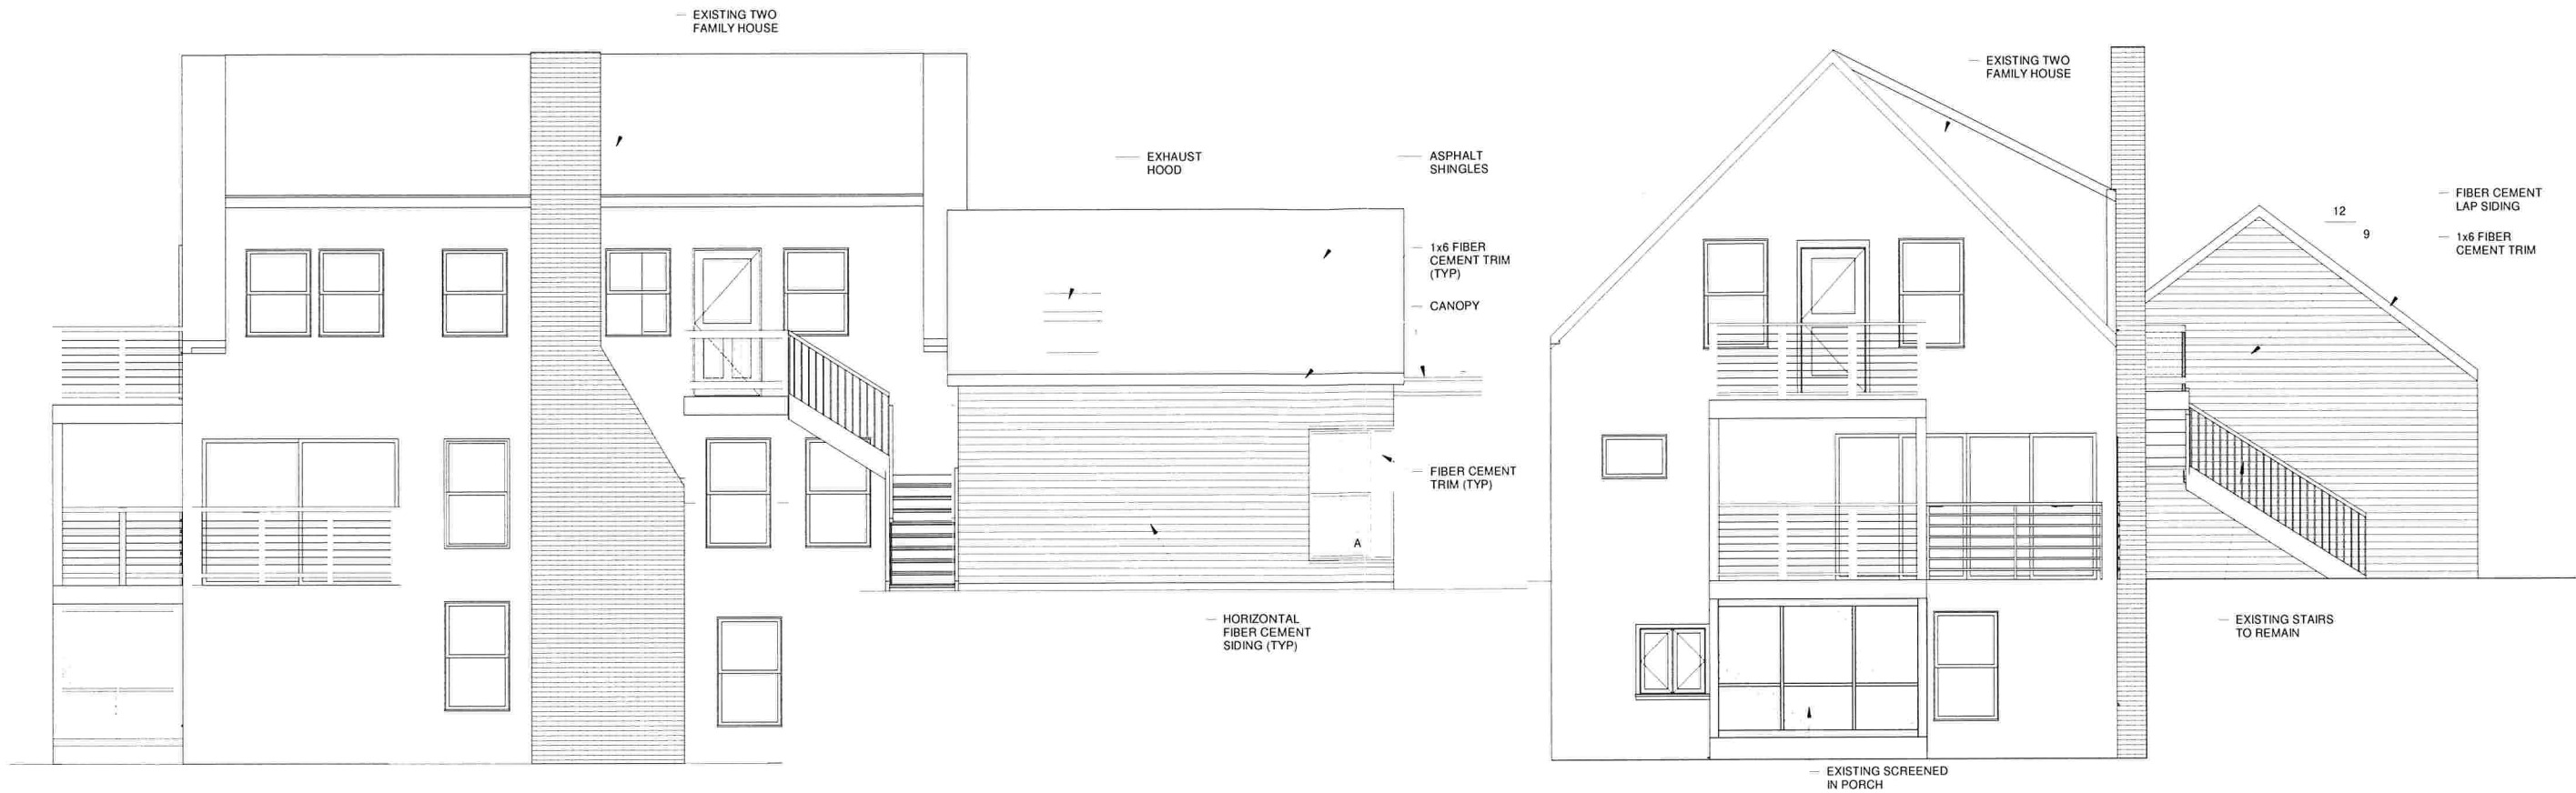 EXISTING TWO
FAMILY HOUSE
EXHAUST
HOOD
ASPHALT
SHINGLES
1x6 FIBER
CEMENT TRIM
(TYP)
CANOPY
FIBER CEMENT
TRIM (TYP)
A
HORIZONTAL
FIBER CEMENT
SIDING (TYP)
EXISTING TWO
FAMILY HOUSE
12
9
FIBER CEMENT
LAP SIDING
1x6 FIBER
CEMENT TRIM
EXISTING STAIRS
TO REMAIN
EXISTING SCREENED
IN PORCH